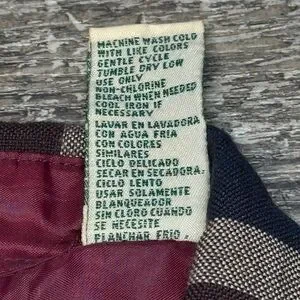 MACHINE WASH COLD
WITH LIKE COLORS
GENTLE CYCLE
TUMBLE DRY LOW
USE ONLY
NON-CHLORINE
BLEACH WHEN NEEDED
COOL IRON IF
NECESSARY
LAVAR EN LAVADORA
CON AGUA FRIA
CON COLORES
SIMILARES
CICLO DELICADO
SECAR EN SECADORA,
CICLO LENTO
USAR SOLAMENTE
BLANQUEADOR
SIN CLORO CUANDO
SE NECESITE
PLANCHAR FRIO